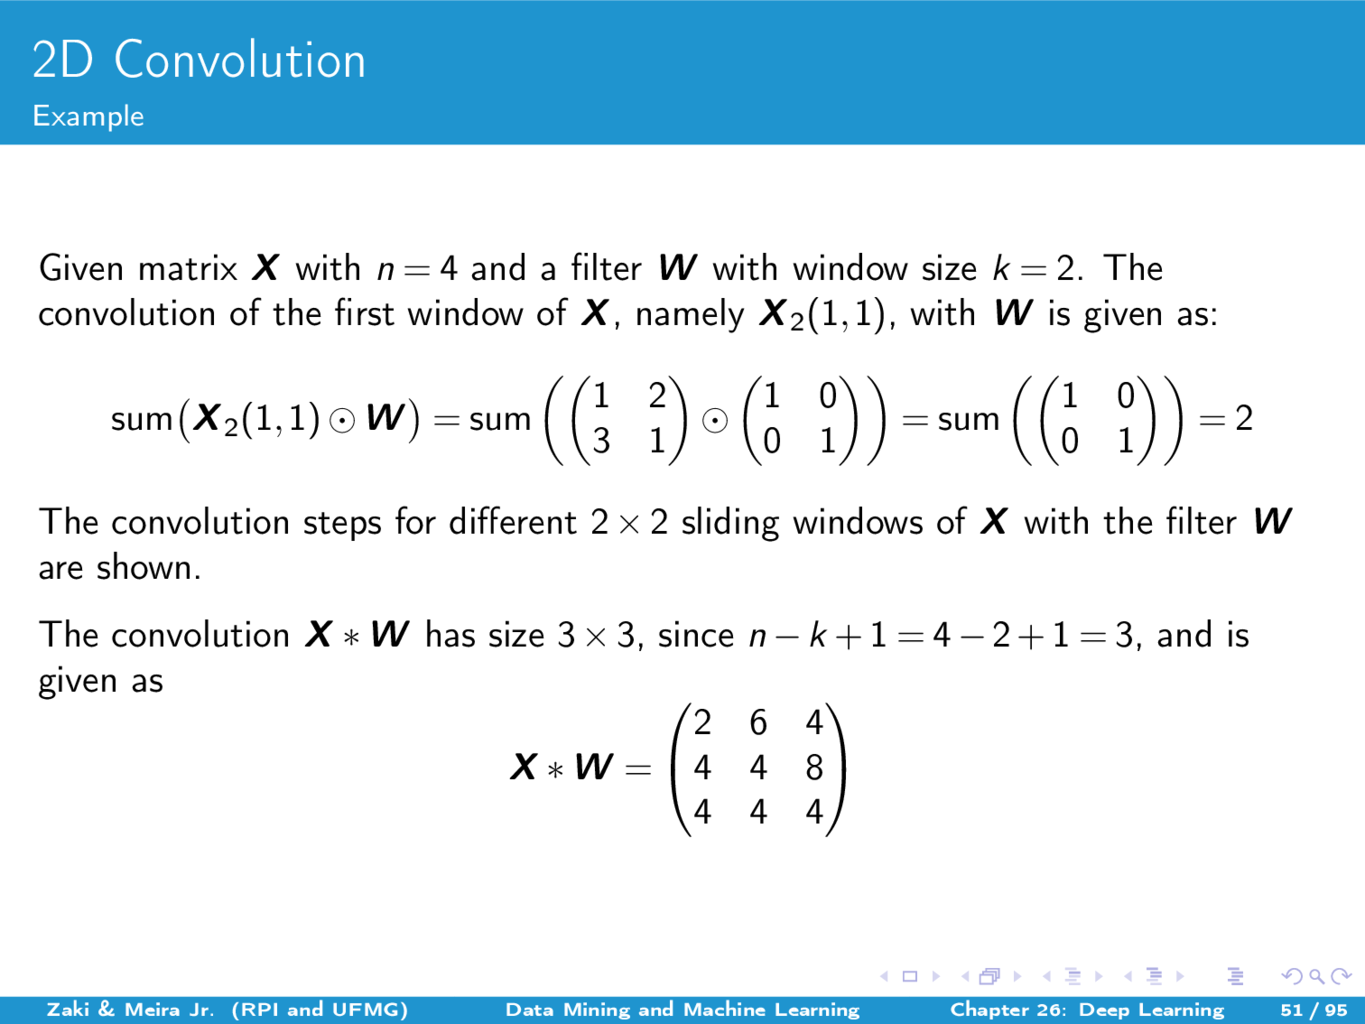 2D Convolution
Example
Given matrix X with n = 4 and a filter W with window size k = 2. The
convolution of the first window of X, namely X₂(1,1), with W is given as:
sum(X₂(1,1) ⊙ W) = sum((1 2; 3 1) ⊙ (1 0; 0 1)) = sum((1 0; 0 1)) = 2
The convolution steps for different 2 × 2 sliding windows of X with the filter W
are shown.
The convolution X ∗ W has size 3 × 3, since n − k + 1 = 4 − 2 + 1 = 3, and is
given as
X ∗ W = (2 6 4; 4 4 8; 4 4 4)
Zaki & Meira Jr. (RPI and UFMG) Data Mining and Machine Learning Chapter 26: Deep Learning 51 / 95